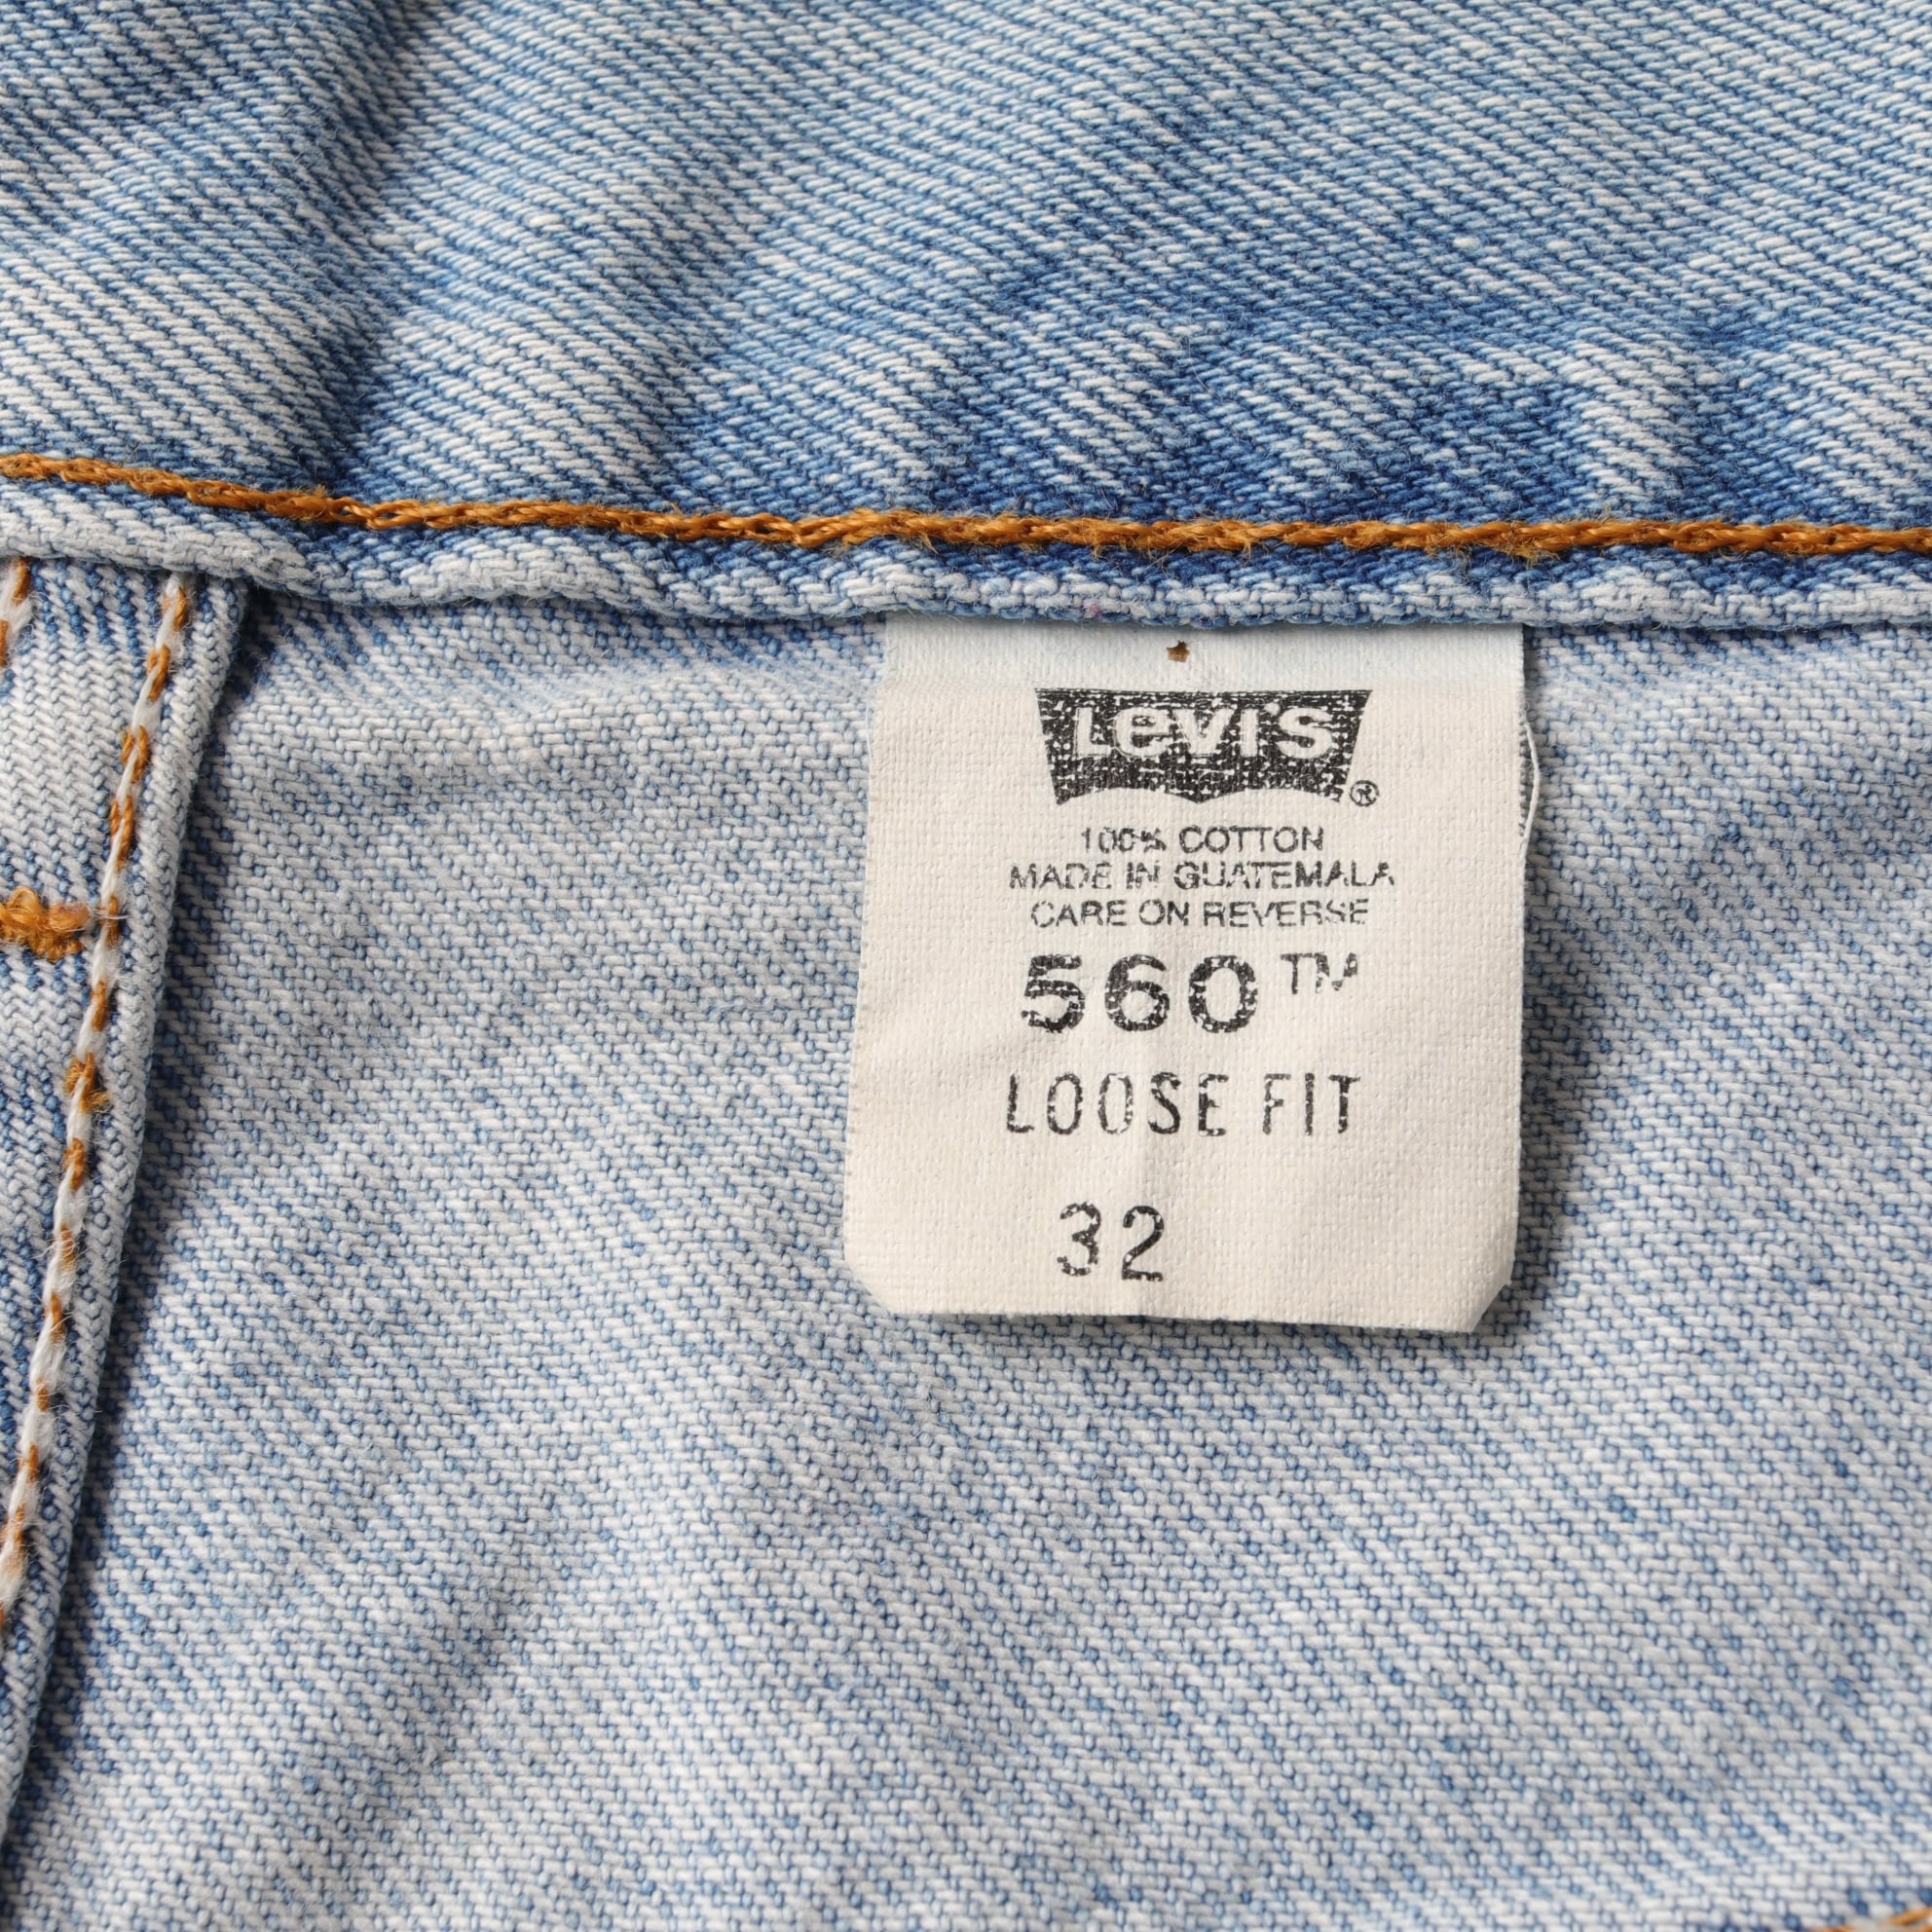 Levi's ®
100% COTTON
MADE IN GUATEMALA
CARE ON REVERSE
560™
LOOSE FIT
32